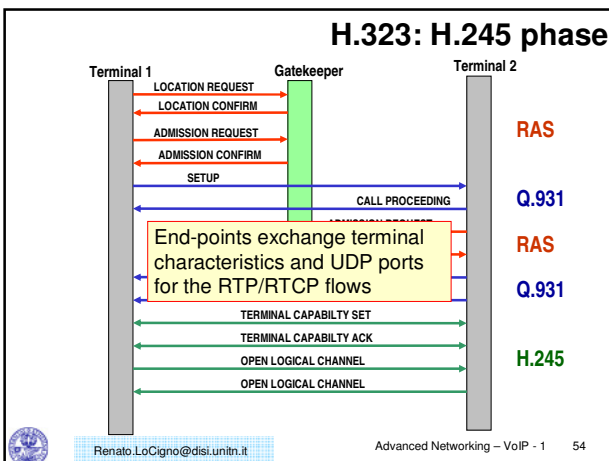 H.323: H.245 phase
Terminal 1
Gatekeeper
Terminal 2
LOCATION REQUEST
LOCATION CONFIRM
ADMISSION REQUEST
ADMISSION CONFIRM
RAS
SETUP
CALL PROCEEDING
Q.931
ADMISSION REQUEST
RAS
End-points exchange terminal
characteristics and UDP ports
for the RTP/RTCP flows
Q.931
TERMINAL CAPABILTY SET
TERMINAL CAPABILTY ACK
OPEN LOGICAL CHANNEL
OPEN LOGICAL CHANNEL
H.245
Renato.LoCigno@disi.unitn.it
Advanced Networking – VoIP - 1 54